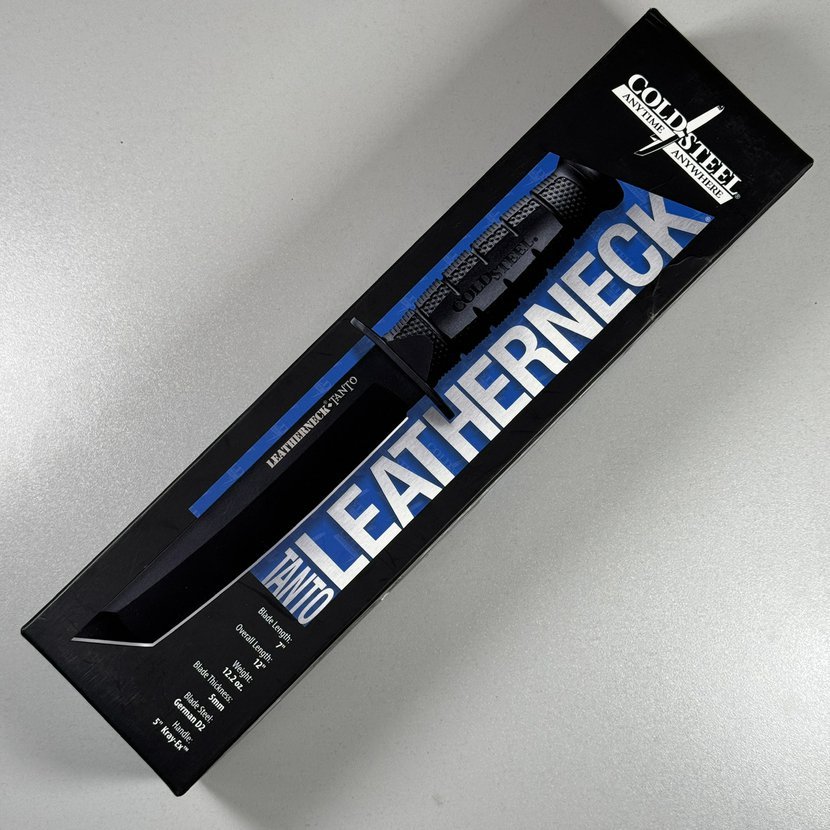 COLD STEEL®
ANYTIME ANYWHERE
COLD STEEL®
LEATHERNECK®
TANTO
LEATHERNECK® TANTO
Blade Length:
7"
Overall Length:
12"
Weight:
12.2 oz.
Blade Thickness:
5mm
Blade Steel:
German D2
Handle:
5" Kray-Ex™